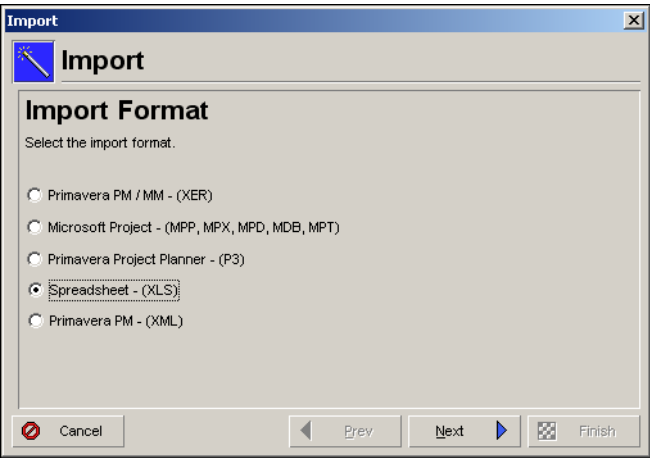 Import
Import
Import Format
Select the import format.
Primavera PM / MM - (XER)
Microsoft Project - (MPP, MPX, MPD, MDB, MPT)
Primavera Project Planner - (P3)
Spreadsheet - (XLS)
Primavera PM - (XML)
Cancel Prev Next Finish